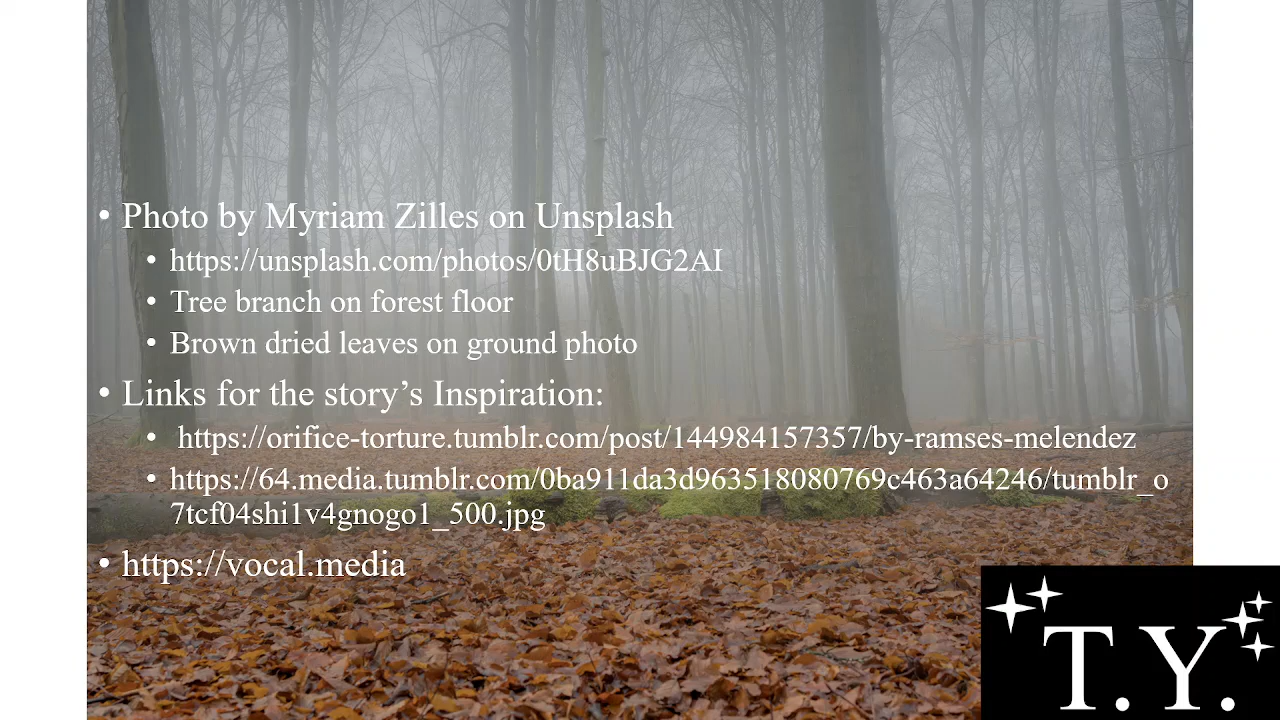 • Photo by Myriam Zilles on Unsplash
• https://unsplash.com/photos/0tH8uBJG2AI
• Tree branch on forest floor
• Brown dried leaves on ground photo
• Links for the story’s Inspiration:
• https://orifice-torture.tumblr.com/post/144984157357/by-ramses-melendez
• https://64.media.tumblr.com/0ba911da3d963518080769c463a64246/tumblr_o
7tcf04shi1v4gnogo1_500.jpg
• https://vocal.media
T.Y.